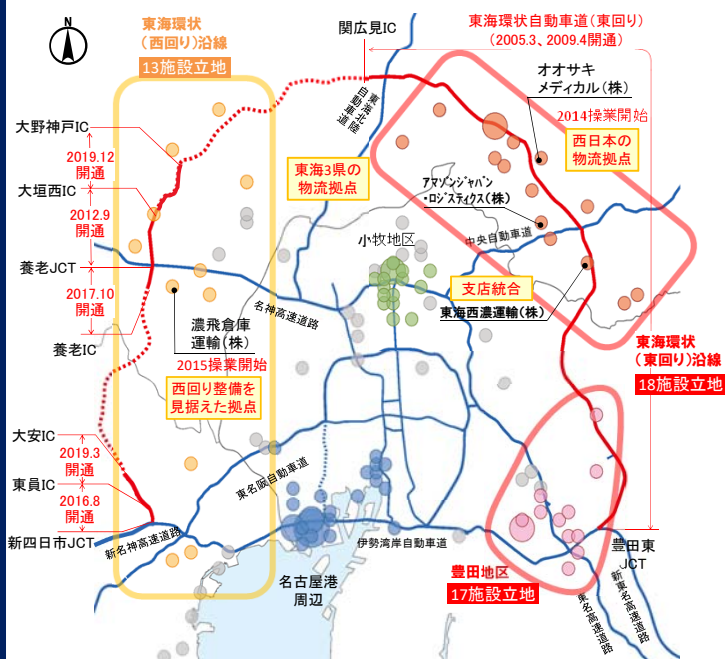 N
東海環状
(西回り)沿線
13施設立地
関広見IC
東海環状自動車道(東回り)
(2005.3、2009.4開通)
オオサキ
メディカル(株)
2014操業開始
西日本の
物流拠点
東海北陸
自動車道
大野神戸IC
2019.12
開通
大垣西IC
2012.9
開通
養老JCT
2017.10
開通
養老IC
東海3県の
物流拠点
アマゾンジャパン
・ロジスティクス(株)
小牧地区
中央自動車道
支店統合
東海西濃運輸(株)
名神高速道路
濃飛倉庫
運輸(株)
2015操業開始
西回り整備を
見据えた拠点
東海環状
(東回り)沿線
18施設立地
大安IC
2019.3
開通
東員IC
2016.8
開通
新四日市JCT
新名神高速道路
東名阪自動車道
伊勢湾岸自動車道
名古屋港
周辺
豊田地区
17施設立地
豊田東
JCT
新東名高速道路
東名高速道路